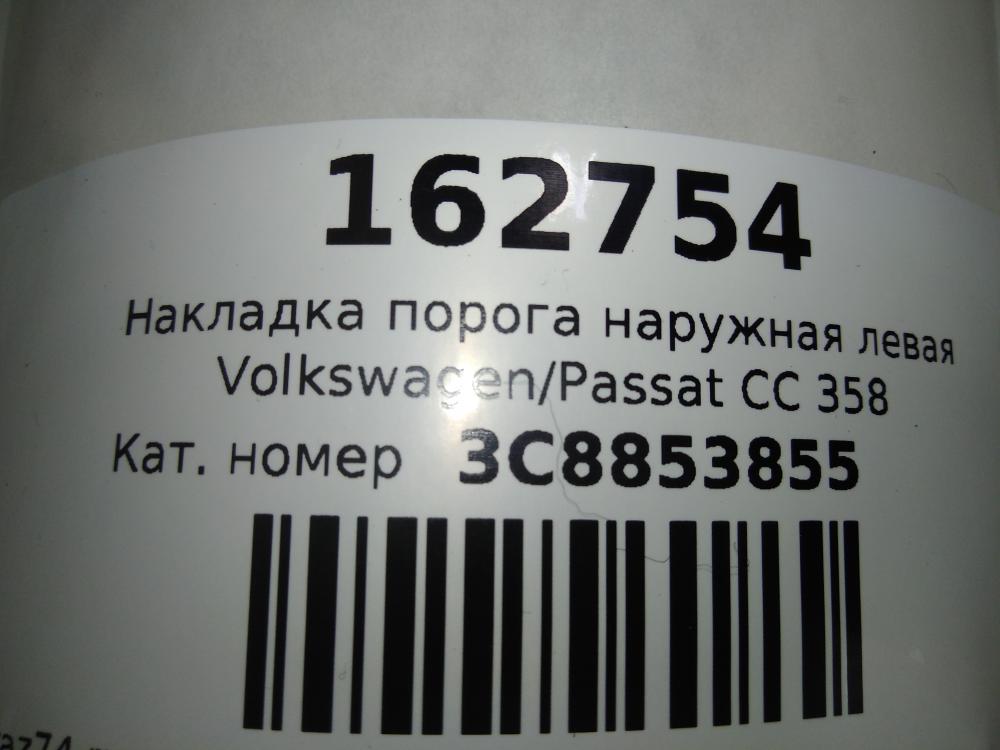 162754
Накладка порога наружная левая
Volkswagen/Passat CC 358
Кат. номер 3C8853855